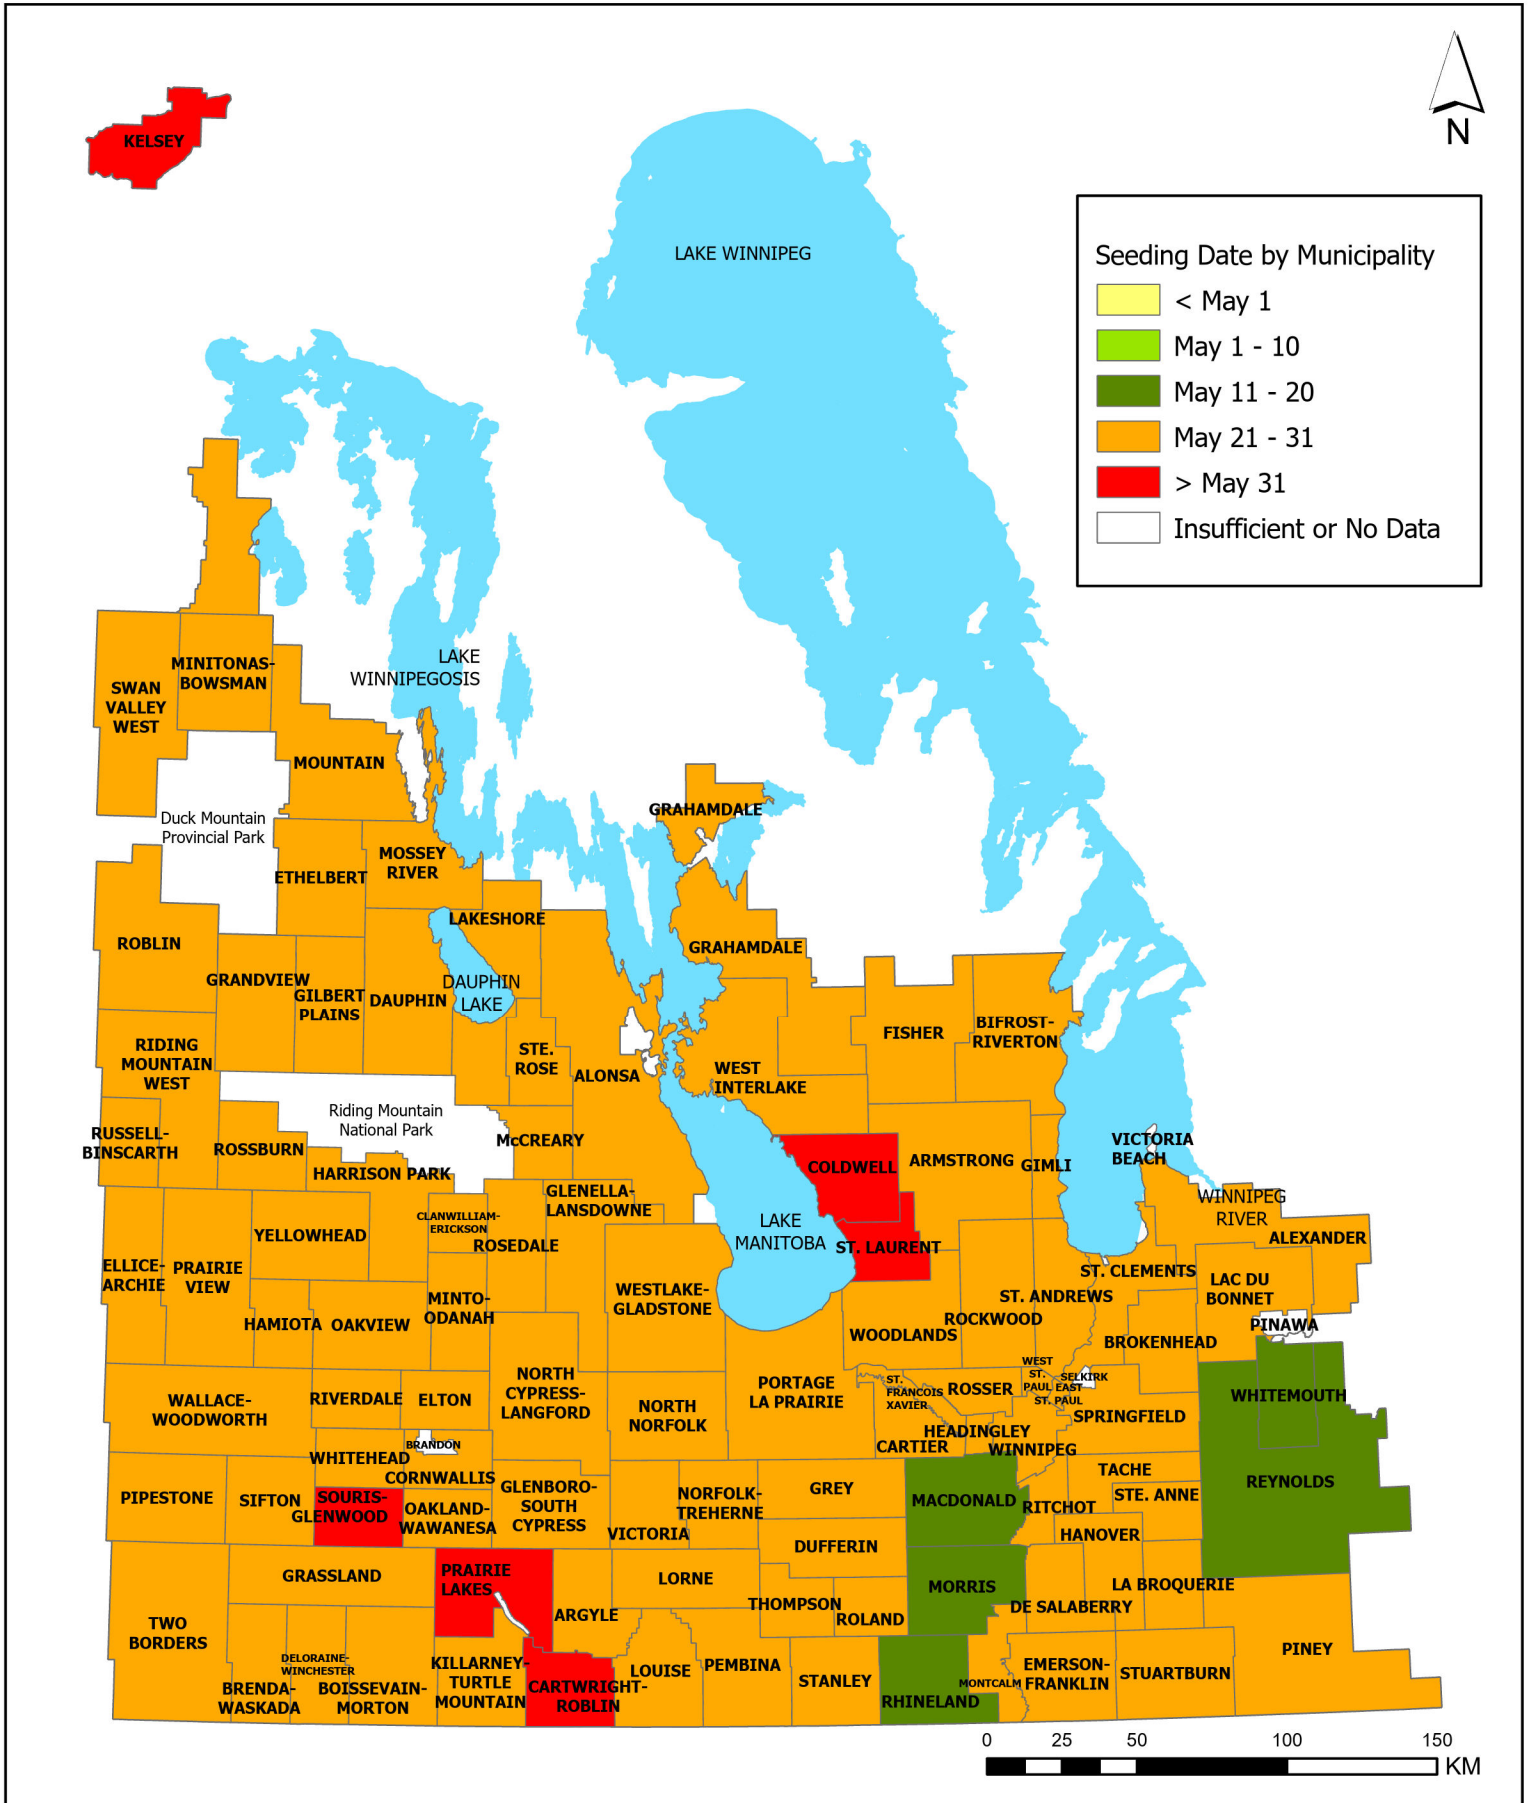 KELSEY
N
LAKE WINNIPEG
Seeding Date by Municipality
< May 1
May 1 - 10
May 11 - 20
May 21 - 31
> May 31
Insufficient or No Data
LAKE
WINNIPEGOSIS
MINITONAS-
BOWSMAN
SWAN
VALLEY
WEST
MOUNTAIN
Duck Mountain
Provincial Park
GRAHAMDALE
MOSSEY
RIVER
ETHELBERT
LAKESHORE
ROBLIN
GRAHAMDALE
GRANDVIEW
GILBERT
PLAINS
DAUPHIN
DAUPHIN
LAKE
FISHER
BIFROST-
RIVERTON
RIDING
MOUNTAIN
WEST
STE.
ROSE
ALONSA
WEST
INTERLAKE
Riding Mountain
National Park
RUSSELL-
BINSCARTH
ROSSBURN
McCREARY
HARRISON PARK
COLDWELL
ARMSTRONG
GIMLI
VICTORIA
BEACH
GLENELLA-
LANSDOWNE
WINNIPEG
RIVER
CLANWILLIAM-
ERICKSON
YELLOWHEAD
ROSEDALE
LAKE
MANITOBA
ST. LAURENT
ALEXANDER
ELLICE-
ARCHIE
PRAIRIE
VIEW
ST. CLEMENTS
LAC DU
BONNET
WESTLAKE-
GLADSTONE
MINTO-
ODANAH
ST. ANDREWS
HAMIOTA
OAKVIEW
ROCKWOOD
WOODLANDS
PINAWA
BROKENHEAD
NORTH
CYPRESS-
LANGFORD
WEST
ST.
PAUL
SELKIRK
EAST
ST. PAUL
PORTAGE
LA PRAIRIE
ST.
FRANCOIS
XAVIER
ROSSER
WHITEMOUTH
WALLACE-
WOODWORTH
RIVERDALE
ELTON
NORTH
NORFOLK
SPRINGFIELD
HEADINGLEY
CARTIER
WINNIPEG
BRANDON
WHITEHEAD
CORNWALLIS
TACHE
REYNOLDS
PIPESTONE
SIFTON
SOURIS-
GLENWOOD
OAKLAND-
WAWANESA
GLENBORO-
SOUTH
CYPRESS
NORFOLK-
TREHERNE
GREY
MACDONALD
RITCHOT
STE. ANNE
VICTORIA
HANOVER
DUFFERIN
GRASSLAND
PRAIRIE
LAKES
LORNE
MORRIS
LA BROQUERIE
THOMPSON
ROLAND
DE SALABERRY
ARGYLE
TWO
BORDERS
PINEY
DELORAINE-
WINCHESTER
KILLARNEY-
TURTLE
MOUNTAIN
LOUISE
PEMBINA
STANLEY
EMERSON-
FRANKLIN
STUARTBURN
BRENDA-
WASKADA
BOISSEVAIN-
MORTON
CARTWRIGHT-
ROBLIN
RHINELAND
MONTCALM
0 25 50 100 150
KM